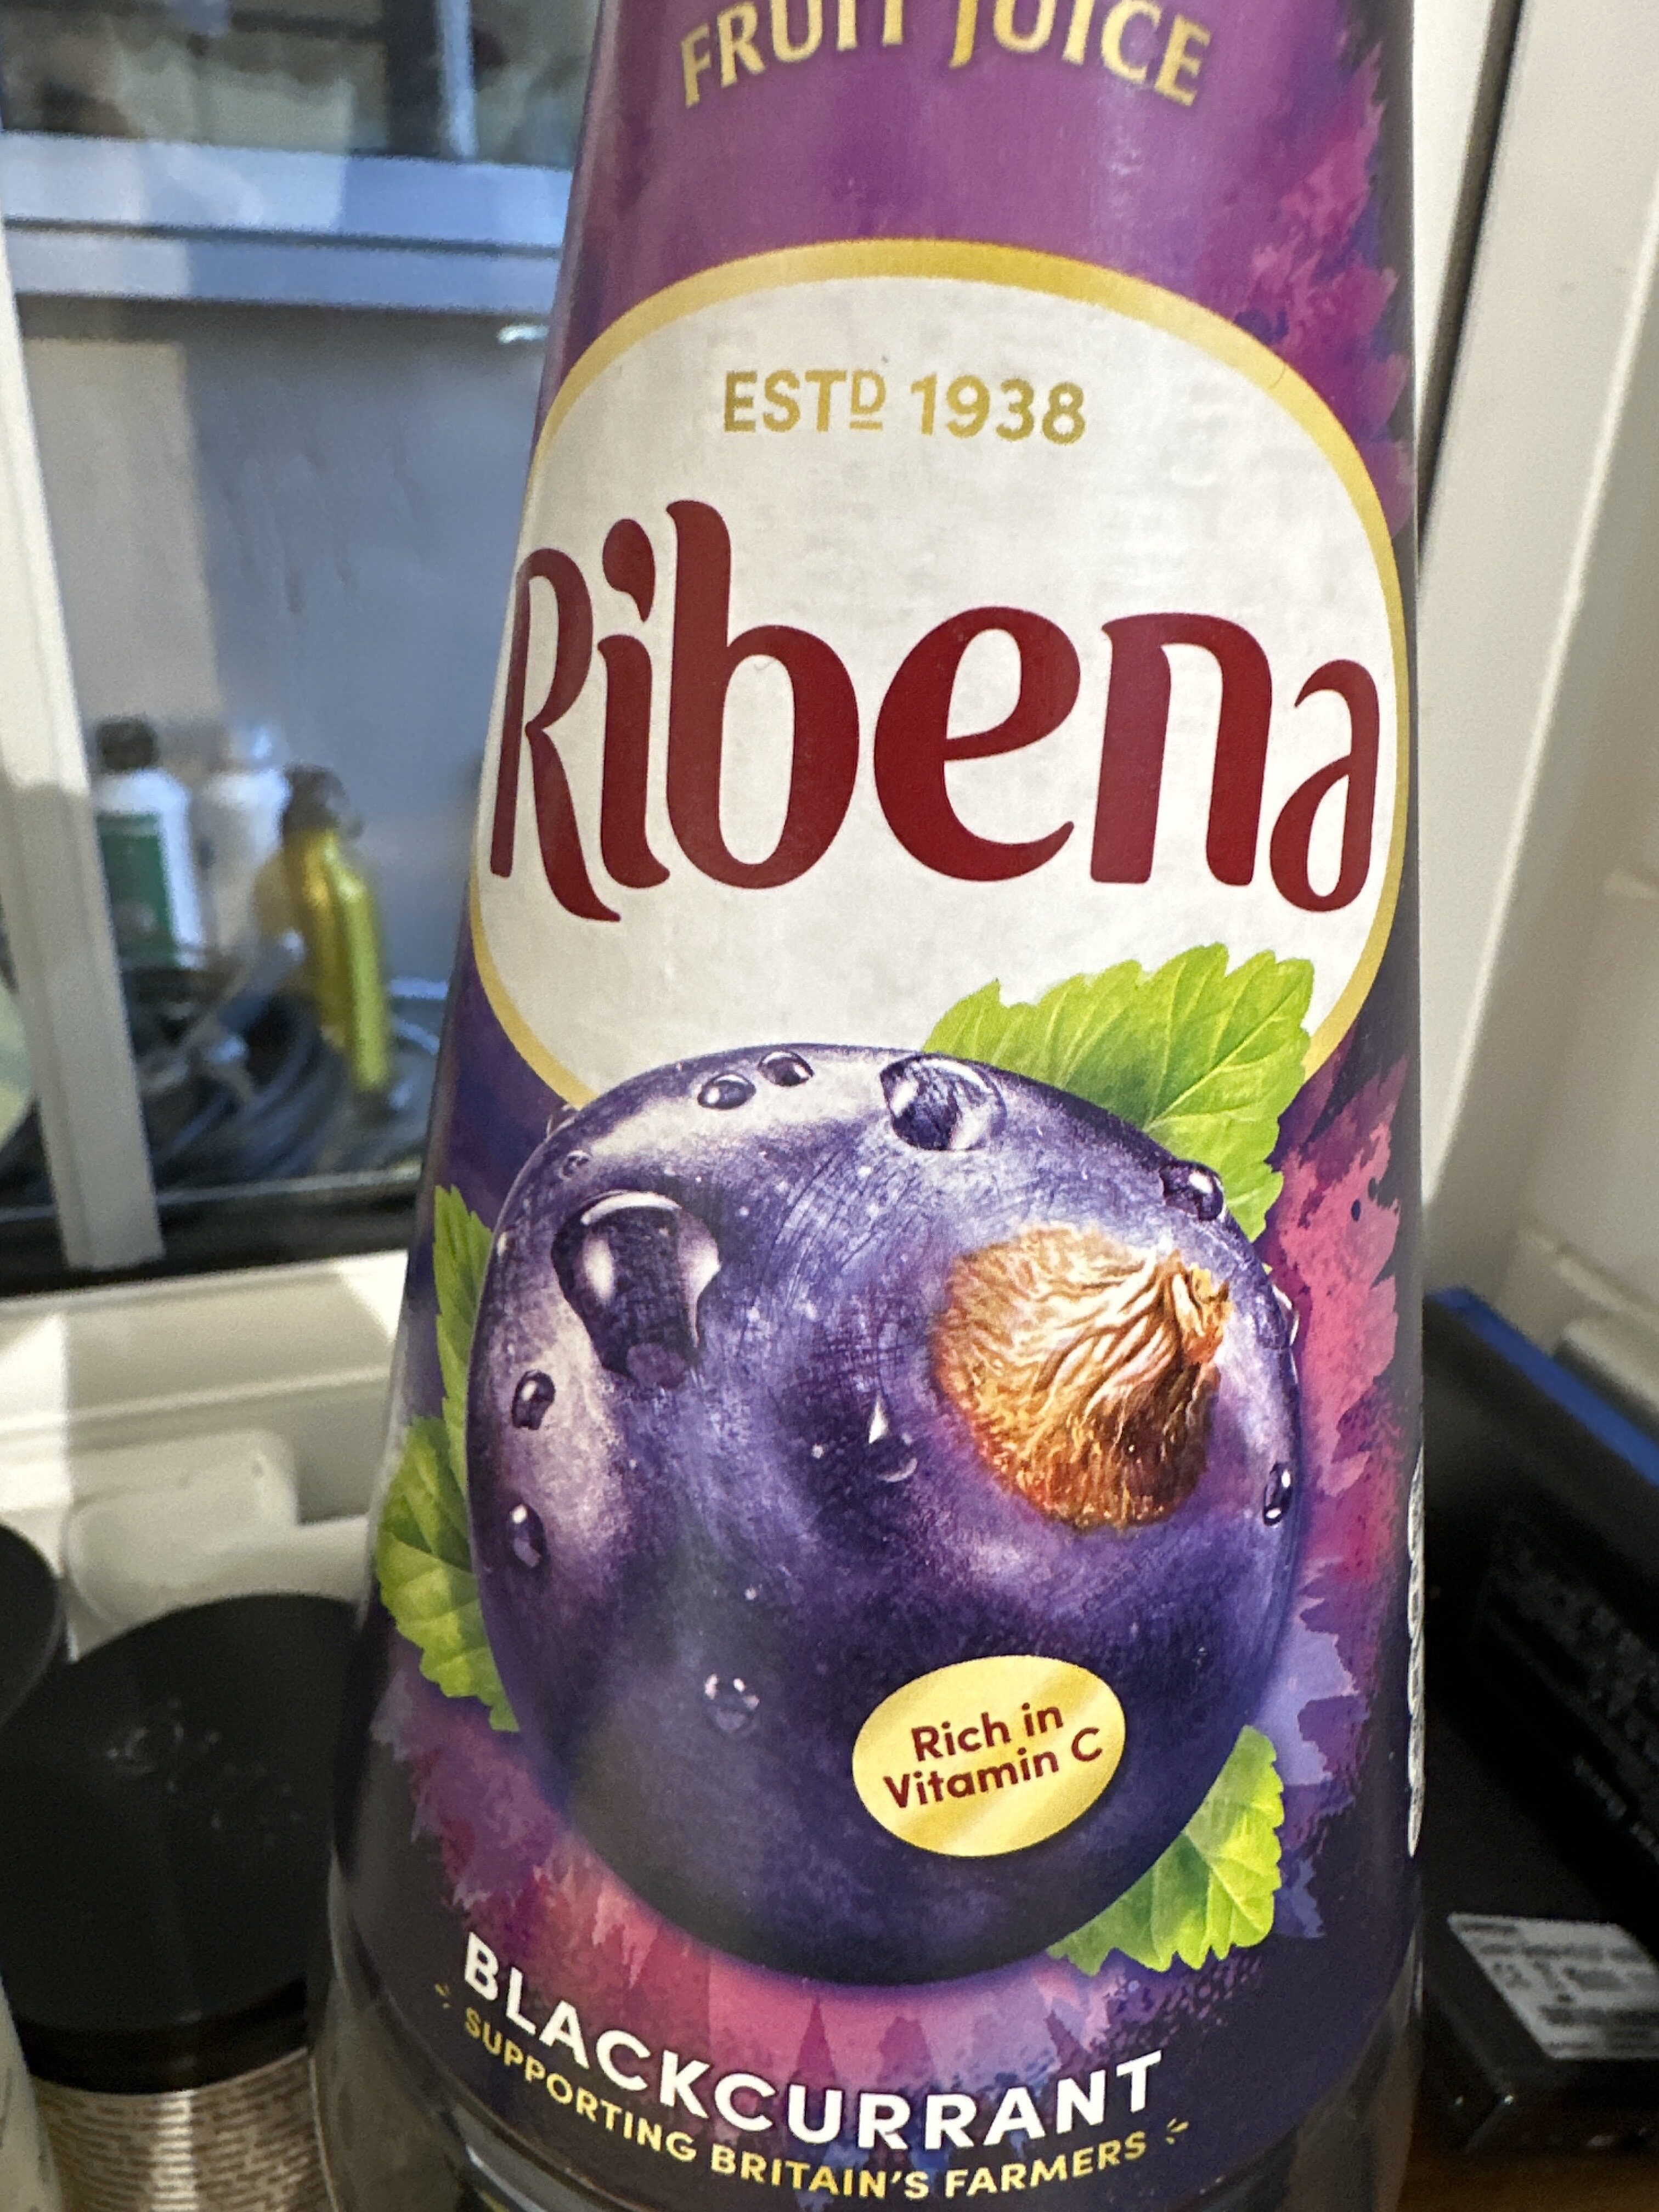 FRUIT JUICE
ESTD 1938
Ribena
Rich in
Vitamin C
BLACKCURRANT
SUPPORTING BRITAIN'S FARMERS